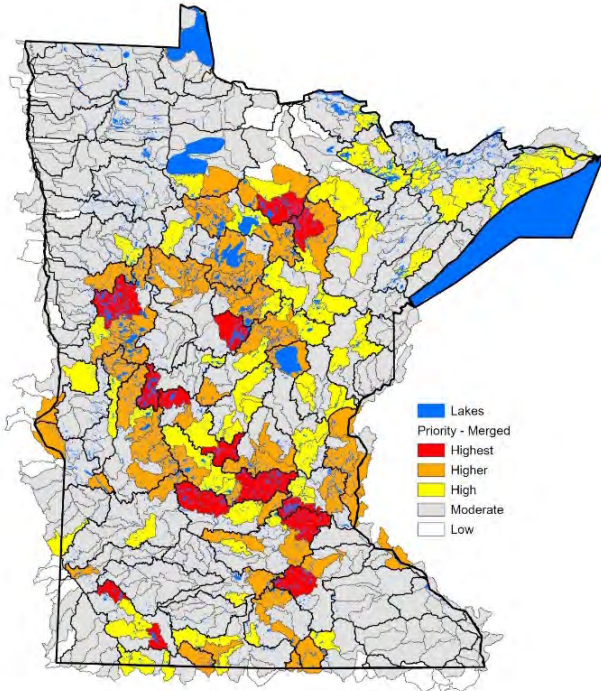 Lakes
Priority - Merged
Highest
Higher
High
Moderate
Low